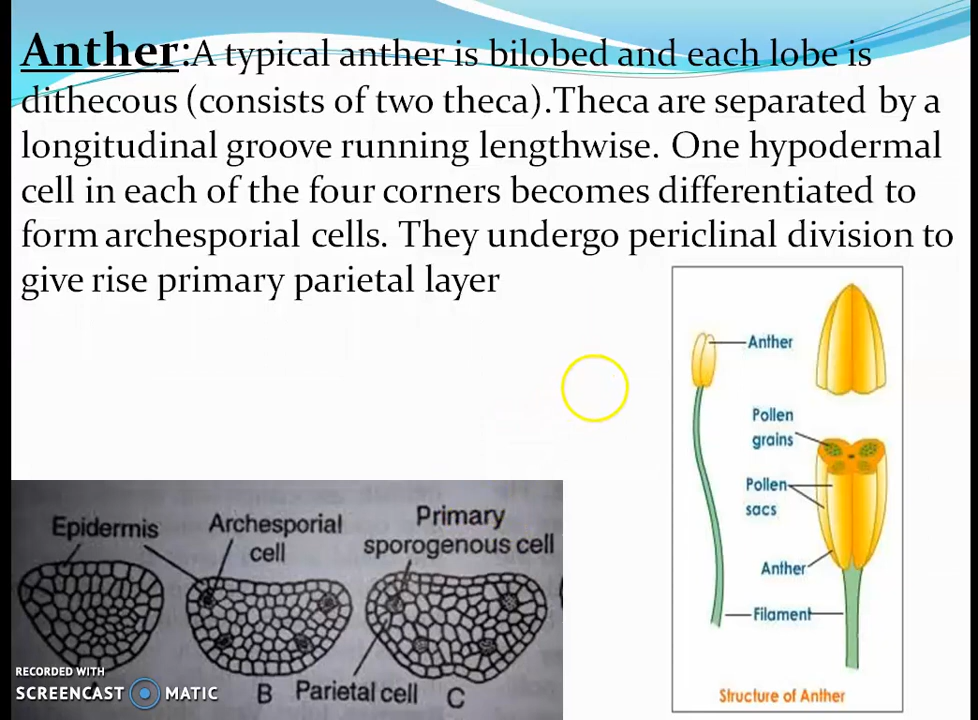 Anther:A typical anther is bilobed and each lobe is
dithecous (consists of two theca).Theca are separated by a
longitudinal groove running lengthwise. One hypodermal
cell in each of the four corners becomes differentiated to
form archesporial cells. They undergo periclinal division to
give rise primary parietal layer
Anther
Pollen
grains
Pollen
sacs
Anther
Filament
Structure of Anther
Epidermis
Archesporial
cell
Primary
sporogenous cell
B
Parietal cell
C
RECORDED WITH
SCREENCAST MATIC